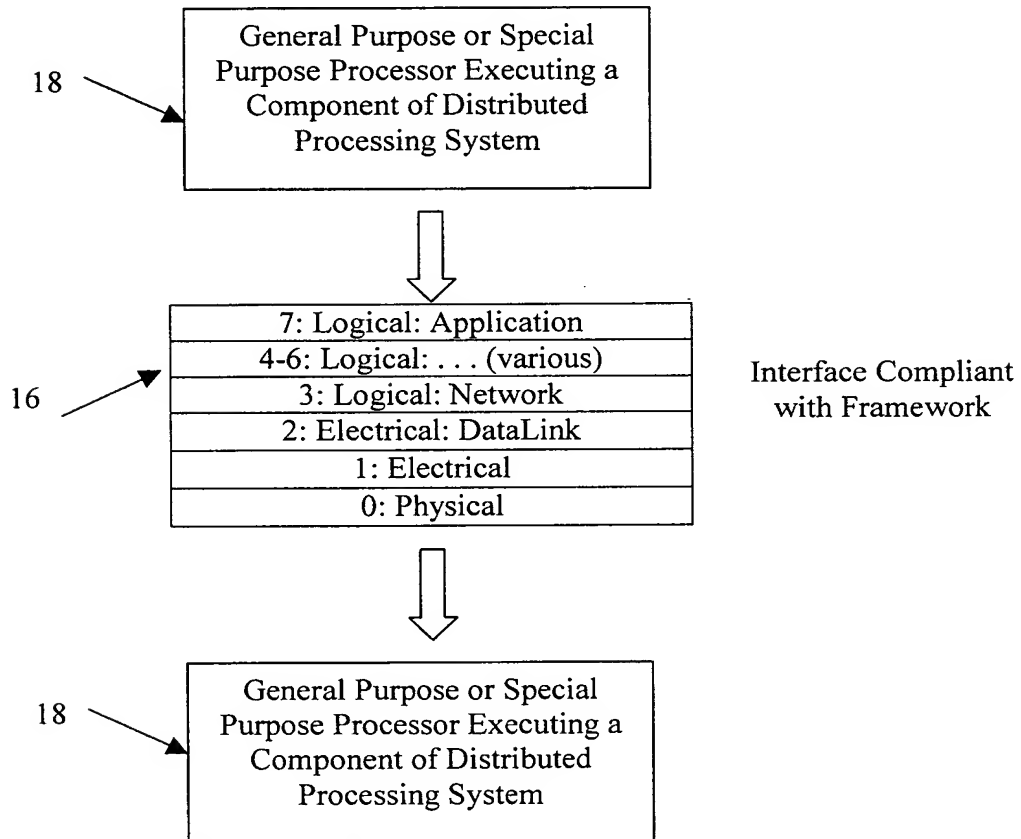 General Purpose or Special
Purpose Processor Executing a
Component of Distributed
Processing System
18
7: Logical: Application
4-6: Logical: . . . (various)
3: Logical: Network
2: Electrical: DataLink
1: Electrical
0: Physical
16
Interface Compliant
with Framework
General Purpose or Special
Purpose Processor Executing a
Component of Distributed
Processing System
18